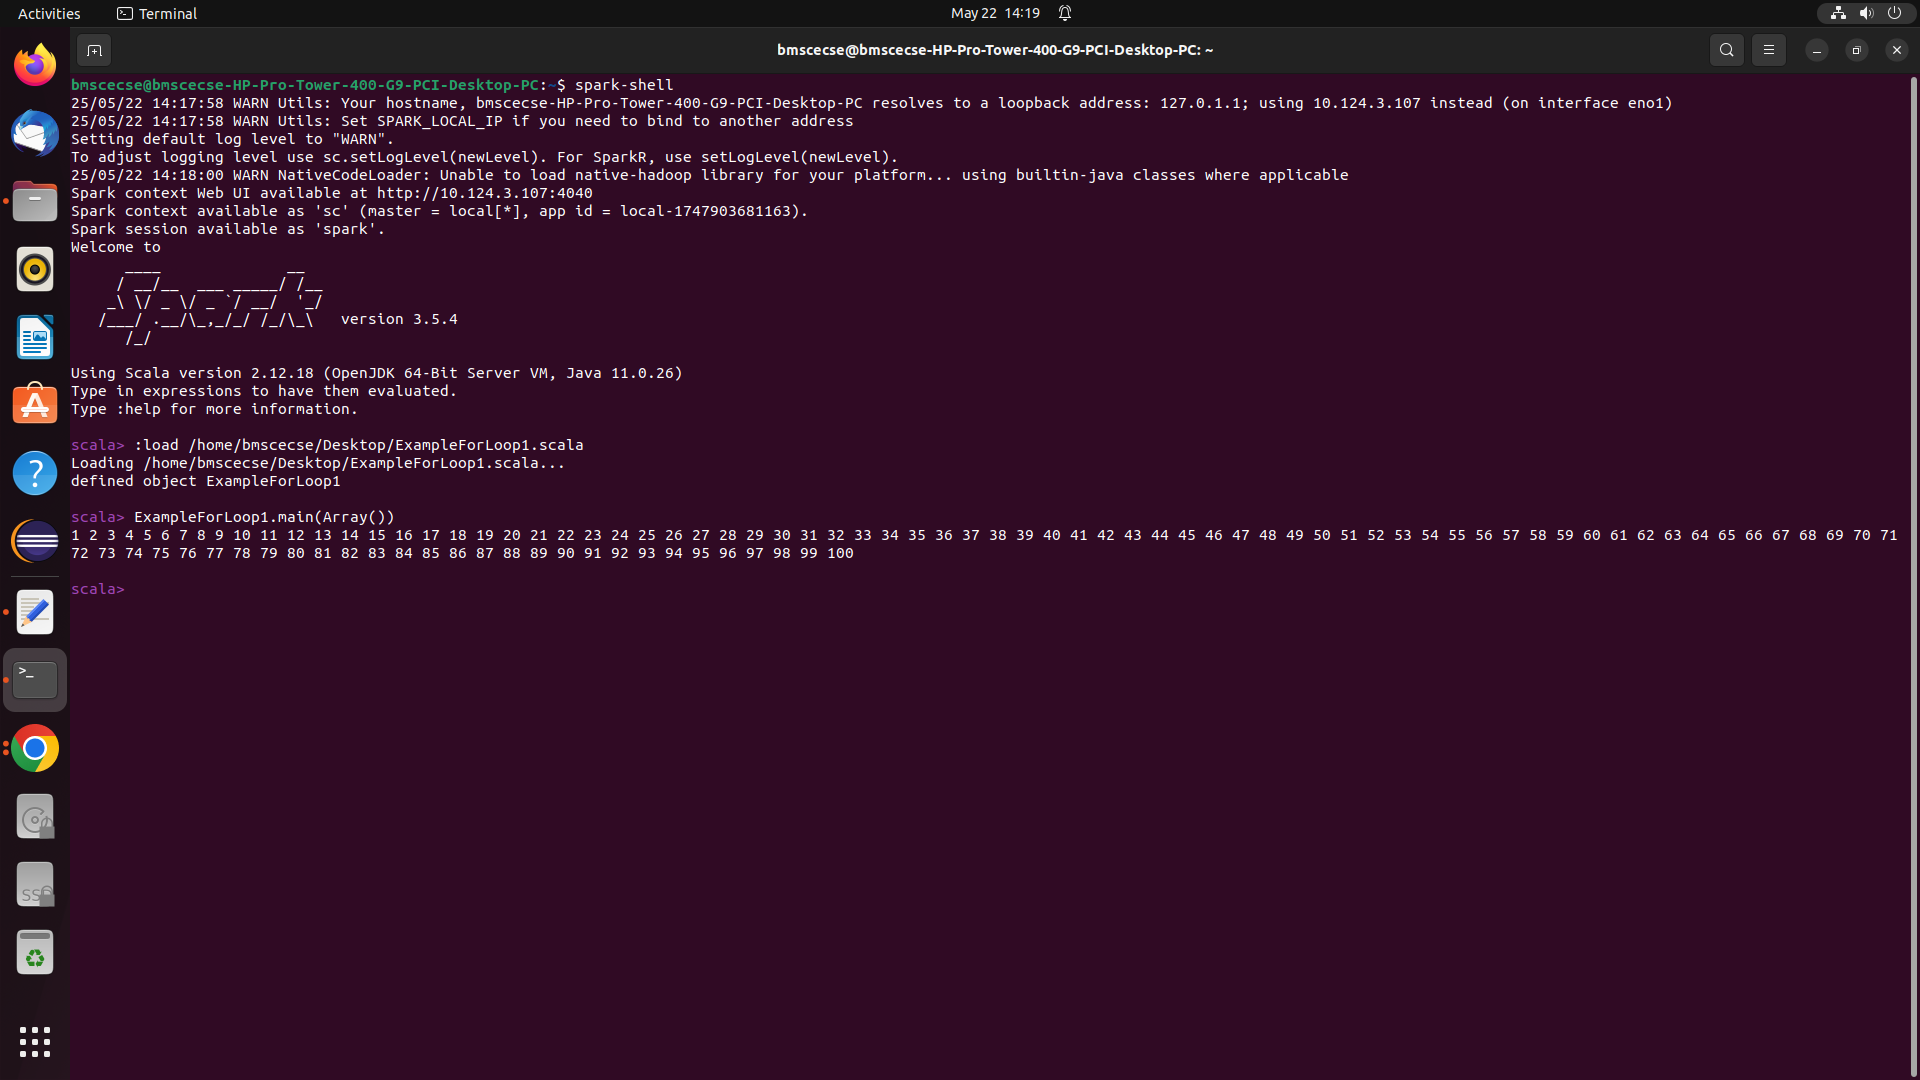 Activities
Terminal
May 22 14:19
bmscecse@bmscecse-HP-Pro-Tower-400-G9-PCI-Desktop-PC: ~
bmscecse@bmscecse-HP-Pro-Tower-400-G9-PCI-Desktop-PC:~$ spark-shell
25/05/22 14:17:58 WARN Utils: Your hostname, bmscecse-HP-Pro-Tower-400-G9-PCI-Desktop-PC resolves to a loopback address: 127.0.1.1; using 10.124.3.107 instead (on interface eno1)
25/05/22 14:17:58 WARN Utils: Set SPARK_LOCAL_IP if you need to bind to another address
Setting default log level to "WARN".
To adjust logging level use sc.setLogLevel(newLevel). For SparkR, use setLogLevel(newLevel).
25/05/22 14:18:00 WARN NativeCodeLoader: Unable to load native-hadoop library for your platform... using builtin-java classes where applicable
Spark context Web UI available at http://10.124.3.107:4040
Spark context available as 'sc' (master = local[*], app id = local-1747903681163).
Spark session available as 'spark'.
Welcome to
      ____              __
     / __/__  ___ _____/ /__
    _\ \/ _ \/ _ `/ __/  '_/
   /___/ .__/\_,_/_/ /_/\_\   version 3.5.4
      /_/
Using Scala version 2.12.18 (OpenJDK 64-Bit Server VM, Java 11.0.26)
Type in expressions to have them evaluated.
Type :help for more information.
scala> :load /home/bmscecse/Desktop/ExampleForLoop1.scala
Loading /home/bmscecse/Desktop/ExampleForLoop1.scala...
defined object ExampleForLoop1
scala> ExampleForLoop1.main(Array())
1 2 3 4 5 6 7 8 9 10 11 12 13 14 15 16 17 18 19 20 21 22 23 24 25 26 27 28 29 30 31 32 33 34 35 36 37 38 39 40 41 42 43 44 45 46 47 48 49 50 51 52 53 54 55 56 57 58 59 60 61 62 63 64 65 66 67 68 69 70 71
72 73 74 75 76 77 78 79 80 81 82 83 84 85 86 87 88 89 90 91 92 93 94 95 96 97 98 99 100
scala>